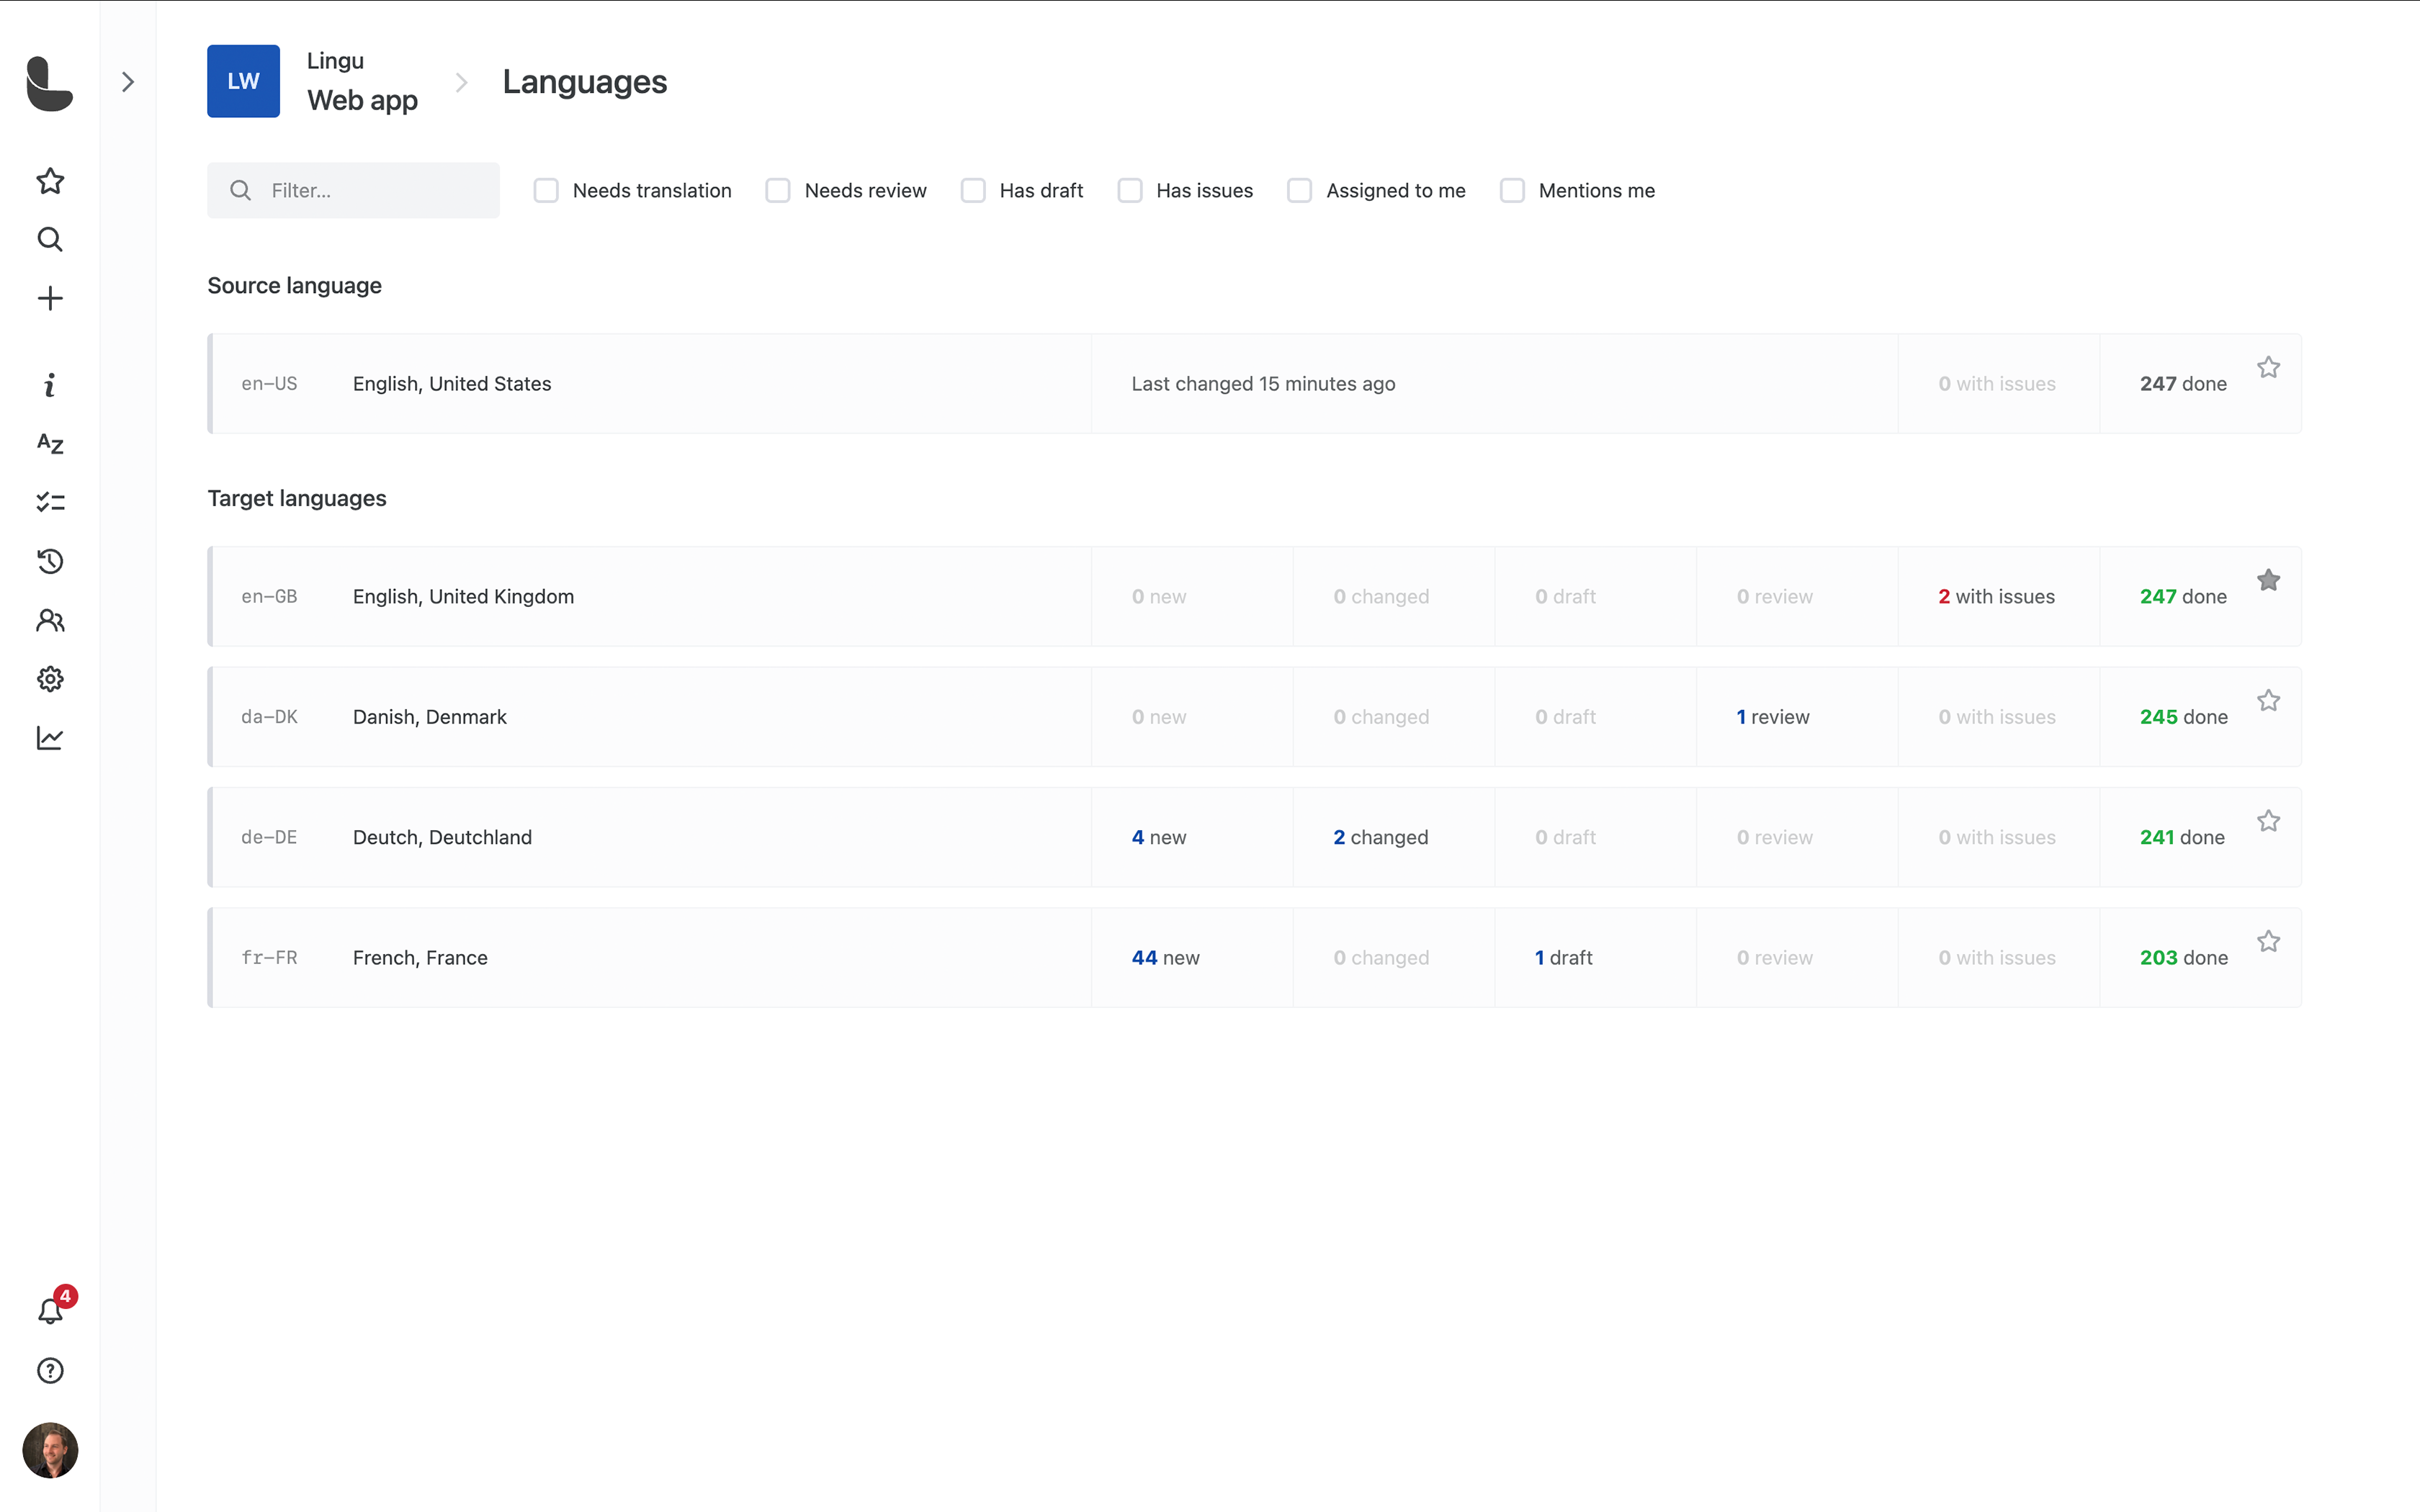 LW
Lingu
Web app
Languages
Filter...
Needs translation
Needs review
Has draft
Has issues
Assigned to me
Mentions me
Source language
en–US English, United States Last changed 15 minutes ago 0 with issues 247 done
Target languages
en–GB English, United Kingdom 0 new 0 changed 0 draft 0 review 2 with issues 247 done
da–DK Danish, Denmark 0 new 0 changed 0 draft 1 review 0 with issues 245 done
de–DE Deutch, Deutchland 4 new 2 changed 0 draft 0 review 0 with issues 241 done
fr–FR French, France 44 new 0 changed 1 draft 0 review 0 with issues 203 done
i
AZ
4
?